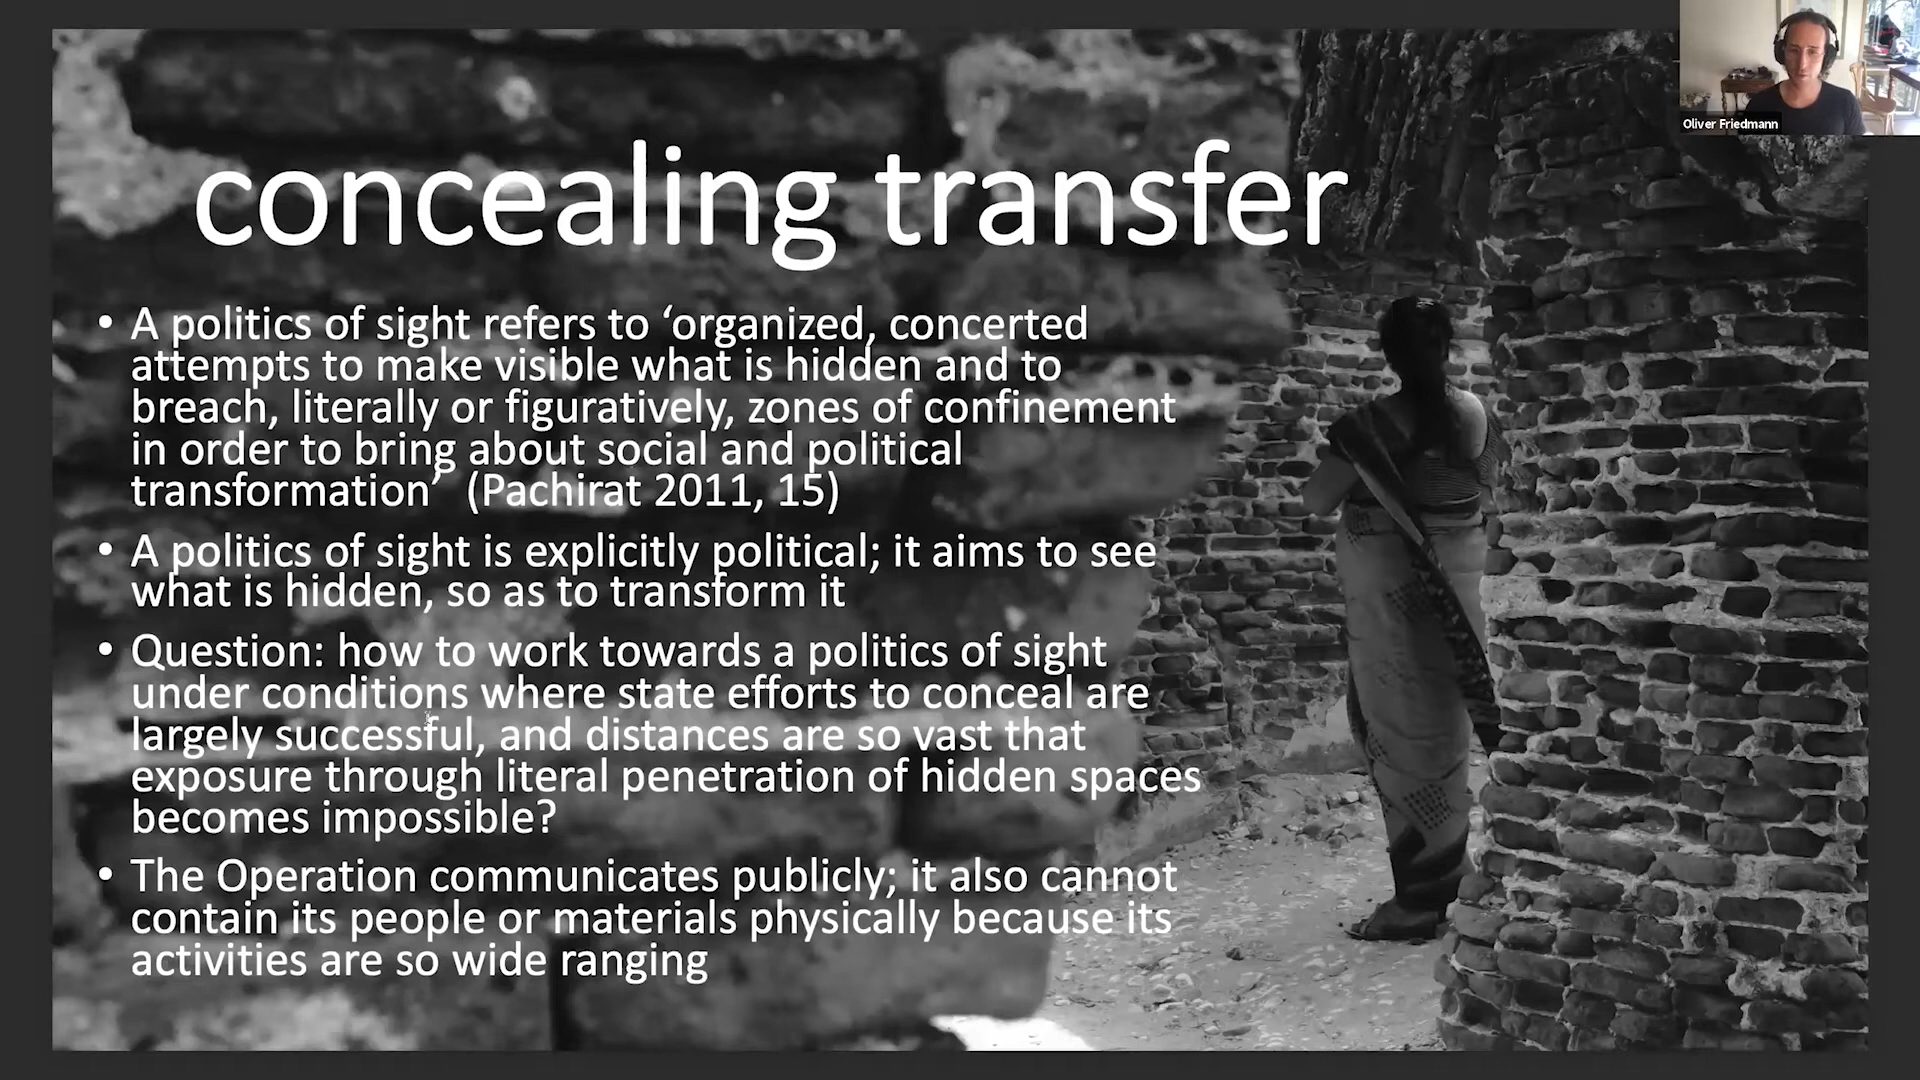 Oliver Friedmann
concealing transfer
• A politics of sight refers to ‘organized, concerted
attempts to make visible what is hidden and to
breach, literally or figuratively, zones of confinement
in order to bring about social and political
transformation’ (Pachirat 2011, 15)
• A politics of sight is explicitly political; it aims to see
what is hidden, so as to transform it
• Question: how to work towards a politics of sight
under conditions where state efforts to conceal are
largely successful, and distances are so vast that
exposure through literal penetration of hidden spaces
becomes impossible?
• The Operation communicates publicly; it also cannot
contain its people or materials physically because its
activities are so wide ranging